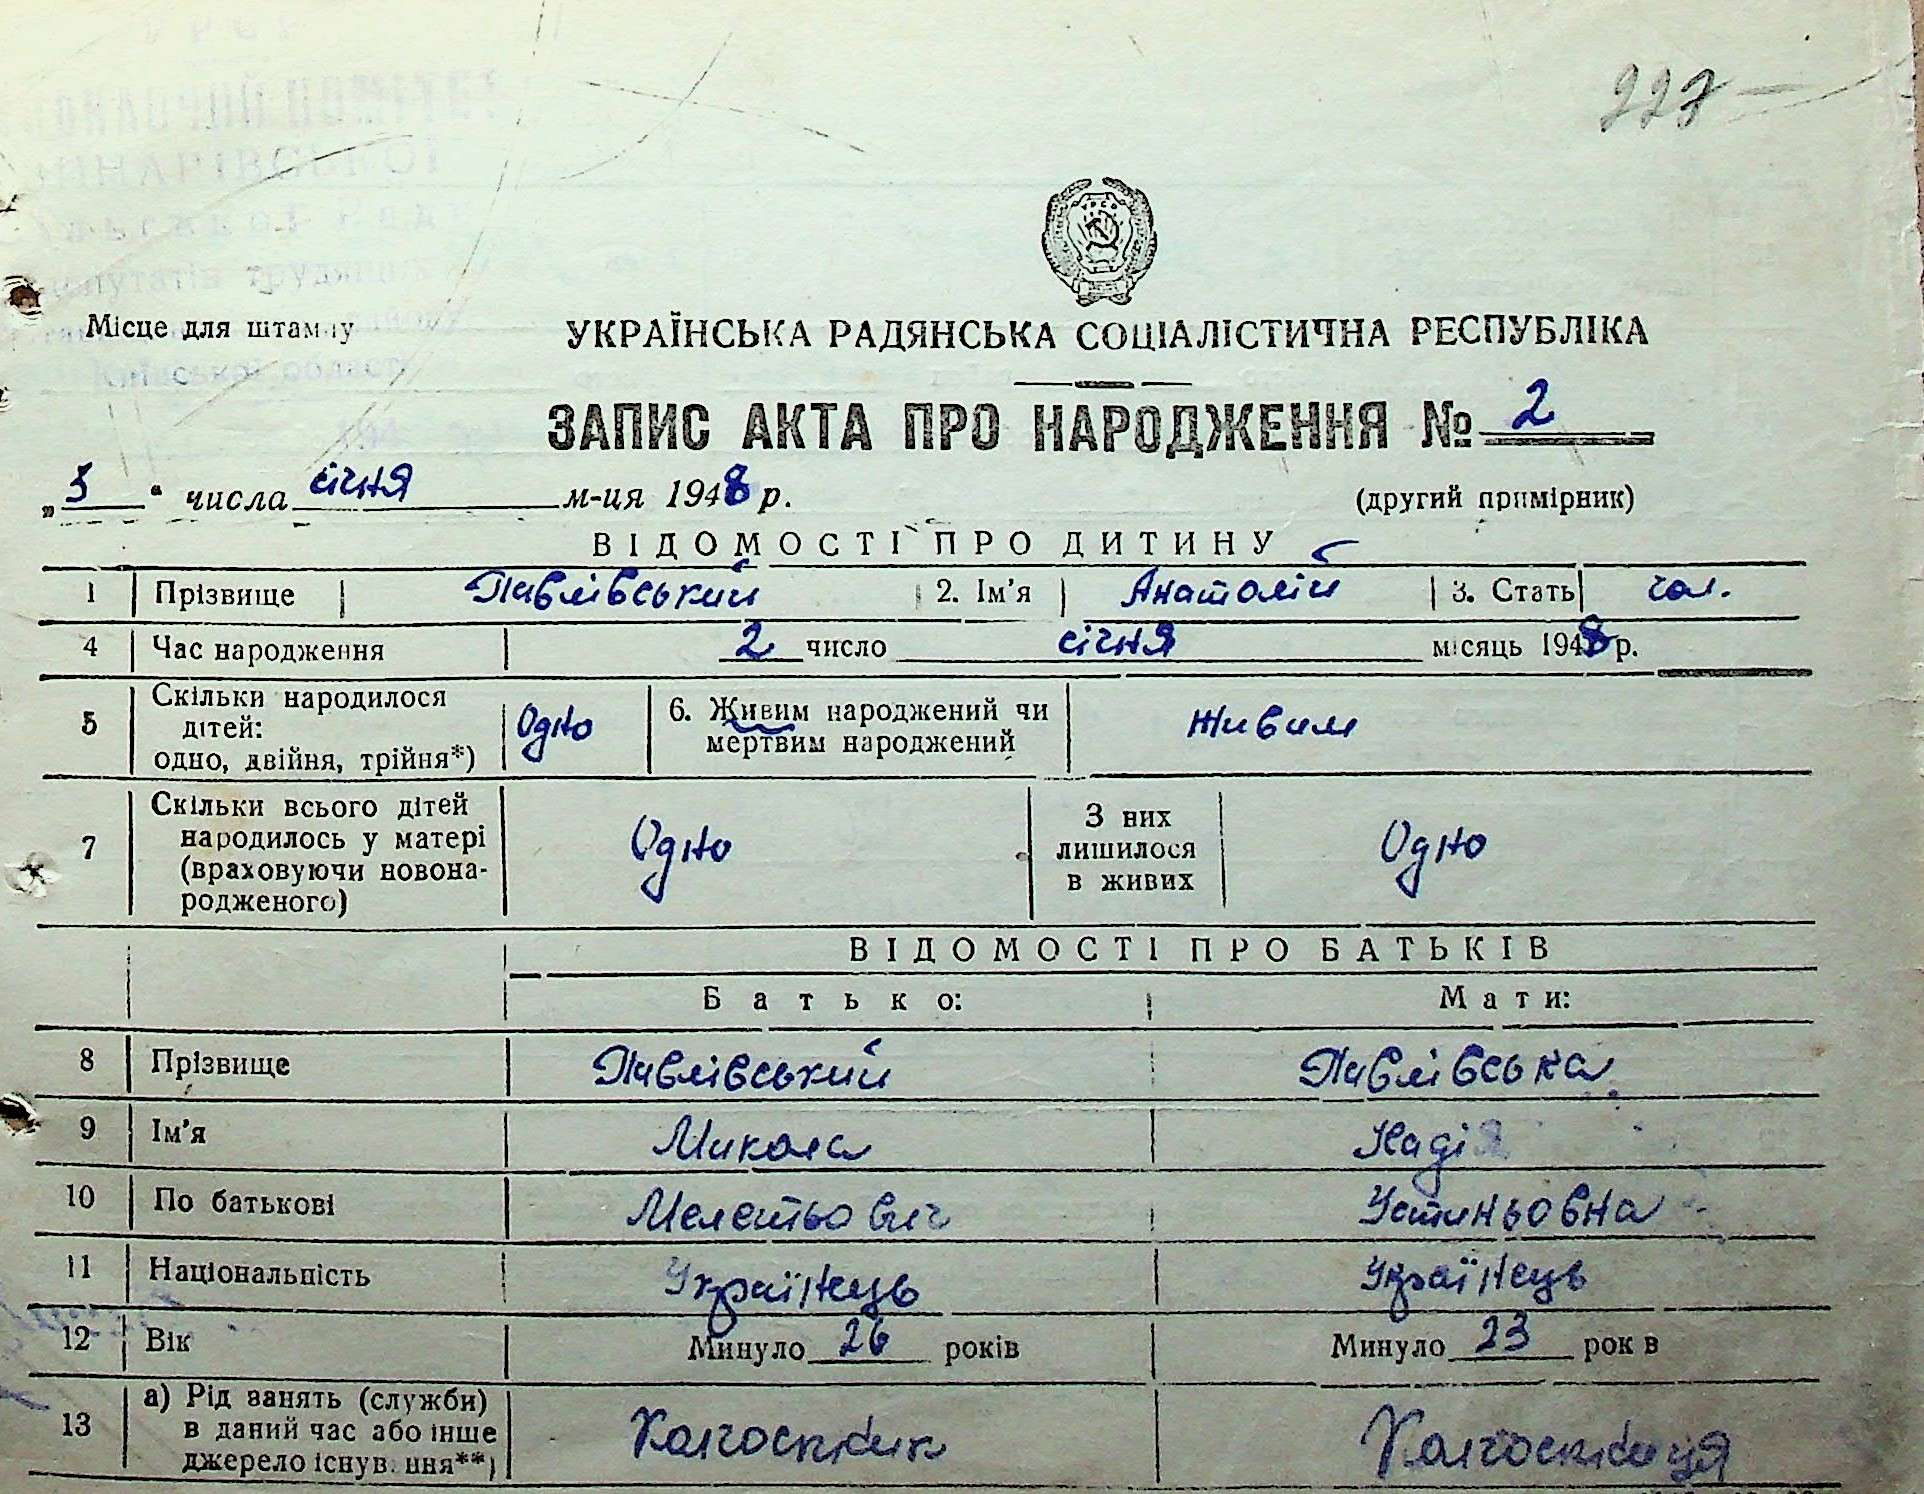 227
Місце для штампу
УКРАЇНСЬКА РАДЯНСЬКА СОЦІАЛІСТИЧНА РЕСПУБЛІКА
ЗАПИС АКТА ПРО НАРОДЖЕННЯ № 2
„3“ числа січня м-ця 1948 р. (другий примірник)
ВІДОМОСТІ ПРО ДИТИНУ
1 Прізвище Павлівський 2. Ім'я Анатолій 3. Стать чол.
4 Час народження 2 число січня місяць 1948 р.
5 Скільки народилося дітей: одно, двійня, трійня*) Одно 6. Живим народжений чи мертвим народжений Живим
7 Скільки всього дітей народилось у матері (враховуючи новонародженого) Одно З них лишилося в живих Одно
ВІДОМОСТІ ПРО БАТЬКІВ
Батько: Мати:
8 Прізвище Павлівський Павлівська
9 Ім'я Микола Надія
10 По батькові Мелетьович Устиньовна
11 Національність Українець Українець
12 Вік Минуло 26 років Минуло 23 рок в
13 а) Рід занять (служби) в даний час або інше джерело існування**) Колгоспник Колгоспниця